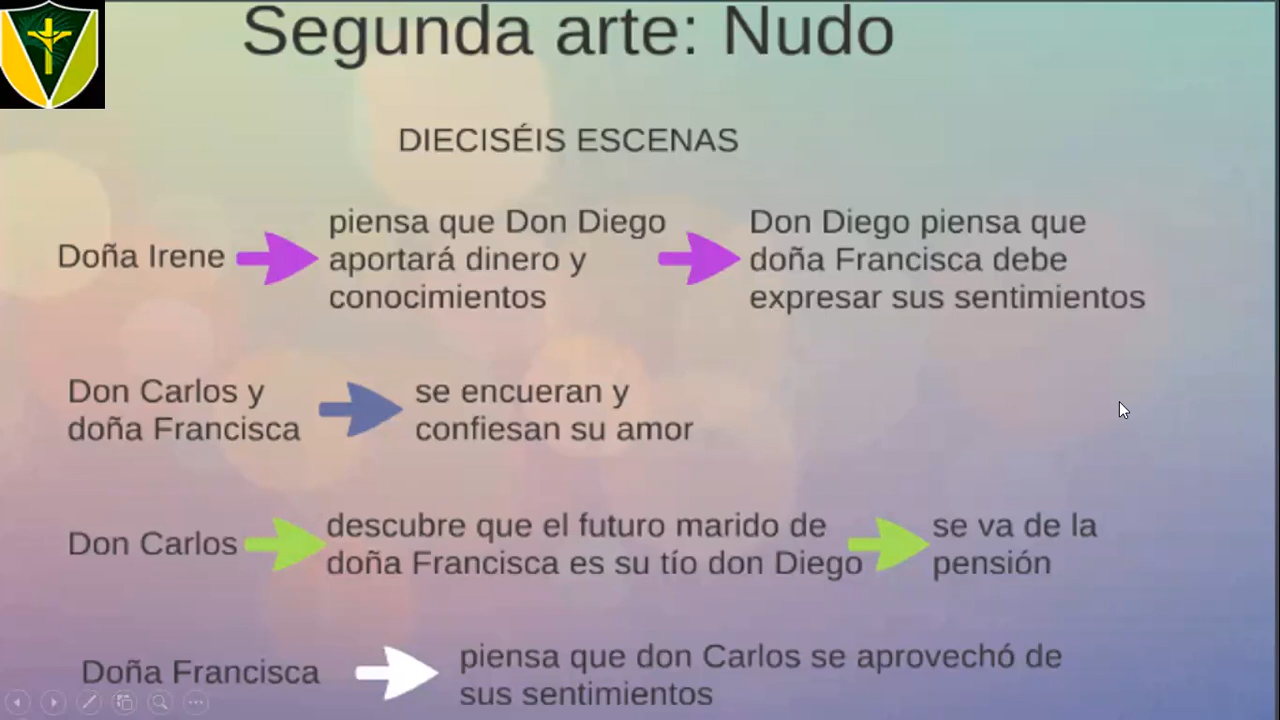 Segunda arte: Nudo
DIECISÉIS ESCENAS
Doña Irene
piensa que Don Diego
aportará dinero y
conocimientos
Don Diego piensa que
doña Francisca debe
expresar sus sentimientos
Don Carlos y
doña Francisca
se encueran y
confiesan su amor
Don Carlos
descubre que el futuro marido de
doña Francisca es su tío don Diego
se va de la
pensión
Doña Francisca
piensa que don Carlos se aprovechó de
sus sentimientos